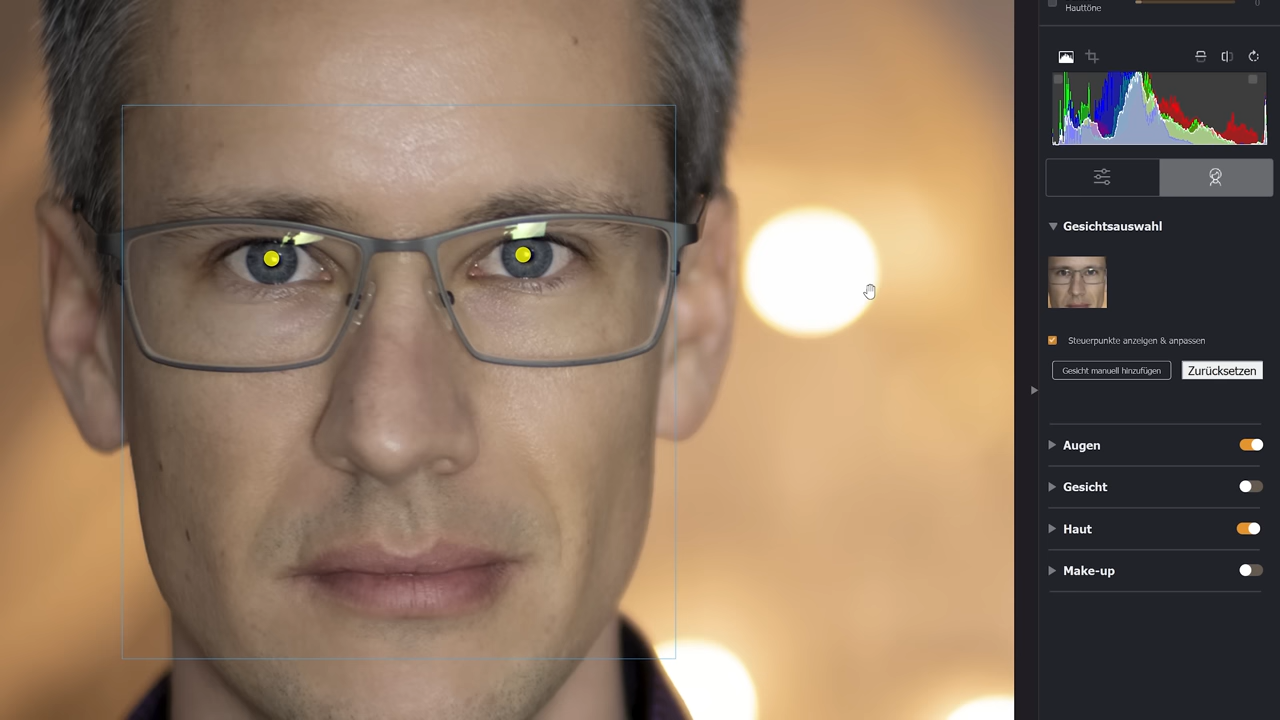 Hauttöne
Gesichtsauswahl
Steuerpunkte anzeigen & anpassen
Gesicht manuell hinzufügen
Zurücksetzen
Augen
Gesicht
Haut
Make-up